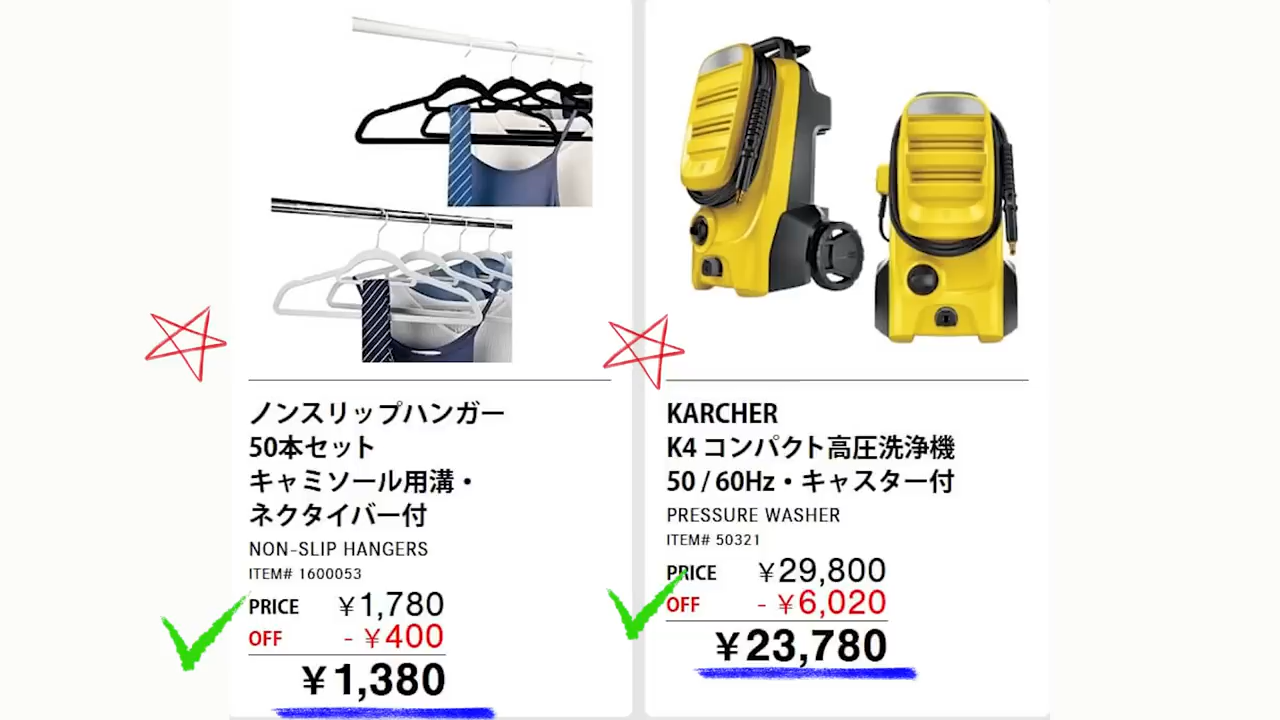 ノンスリップハンガー
50本セット
キャミソール用溝・
ネクタイバー付
NON-SLIP HANGERS
ITEM# 1600053
PRICE ¥1,780
OFF - ¥400
¥1,380
KARCHER
K4 コンパクト高圧洗浄機
50 / 60Hz・キャスター付
PRESSURE WASHER
ITEM# 50321
PRICE ¥29,800
OFF - ¥6,020
¥23,780